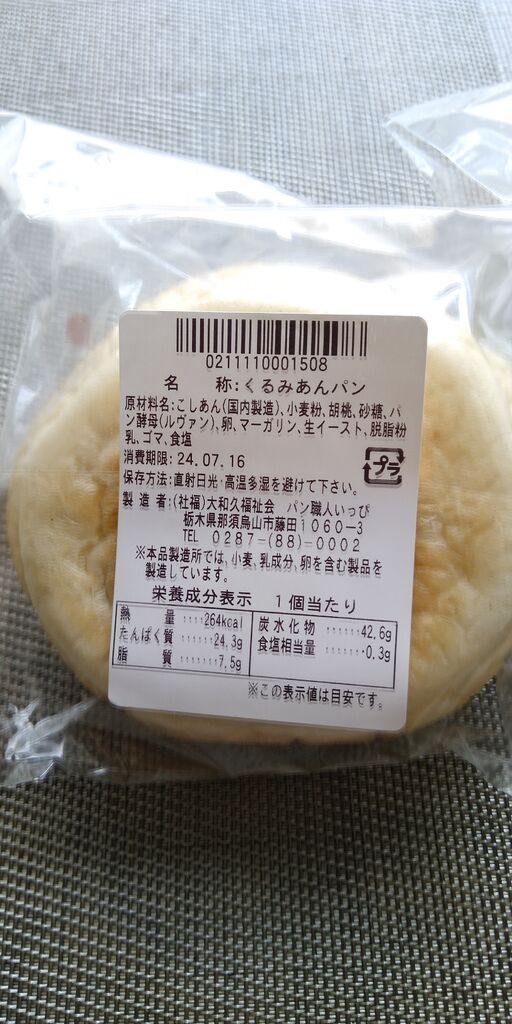 0211110001508
名　称:くるみあんパン
原材料名:こしあん(国内製造)、小麦粉、胡桃、砂糖、パ
ン酵母(ルヴァン)、卵、マーガリン、生イースト、脱脂粉
乳、ゴマ、食塩
消費期限: 24.07.16
プラ
保存方法:直射日光・高温多湿を避けて下さい。
製 造 者:(社福)大和久福祉会　パン職人いっぴ
栃木県那須烏山市藤田1060-3
TEL 0287-(88)-0002
※本品製造所では、小麦、乳成分、卵を含む製品を
製造しています。
栄養成分表示　1個当たり
熱　量 ‥‥264kcal
たんぱく質 ‥‥24.3g
脂　質 ‥‥‥7.5g
炭水化物 ‥‥‥42.6g
食塩相当量 ‥‥‥‥0.3g
※この表示値は目安です。